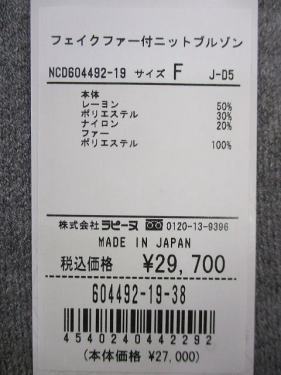 フェイクファー付ニットブルゾン
NCD604492-19 サイズ F J-D5
本体
レーヨン 50%
ポリエステル 30%
ナイロン 20%
ファー
ポリエステル 100%
株式会社 ラピーヌ 0120-13-9396
MADE IN JAPAN
税込価格 ¥29,700
604492-19-38
4540240442292
(本体価格 ¥27,000)